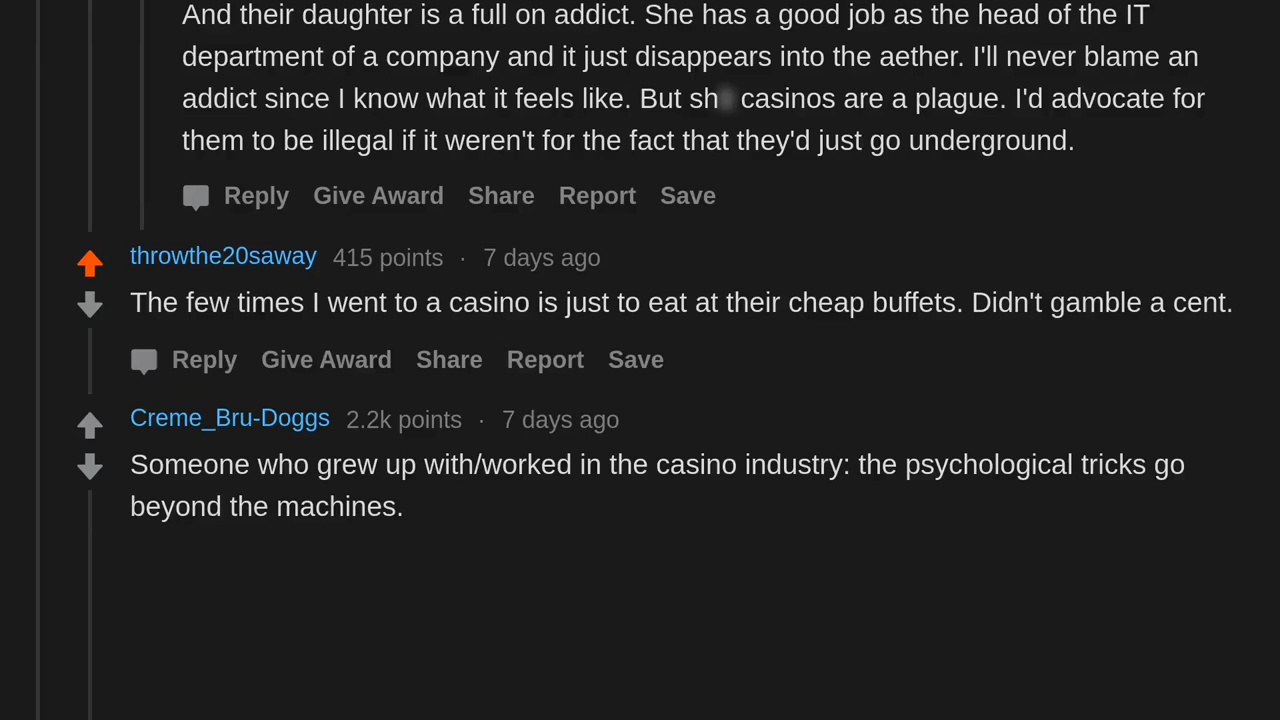 And their daughter is a full on addict. She has a good job as the head of the IT
department of a company and it just disappears into the aether. I'll never blame an
addict since I know what it feels like. But casinos are a plague. I'd advocate for
them to be illegal if it weren't for the fact that they'd just go underground.
Reply Give Award Share Report Save
throwthe20saway 415 points · 7 days ago
The few times I went to a casino is just to eat at their cheap buffets. Didn't gamble a cent.
Reply Give Award Share Report Save
Creme_Bru-Doggs 2.2k points · 7 days ago
Someone who grew up with/worked in the casino industry: the psychological tricks go
beyond the machines.